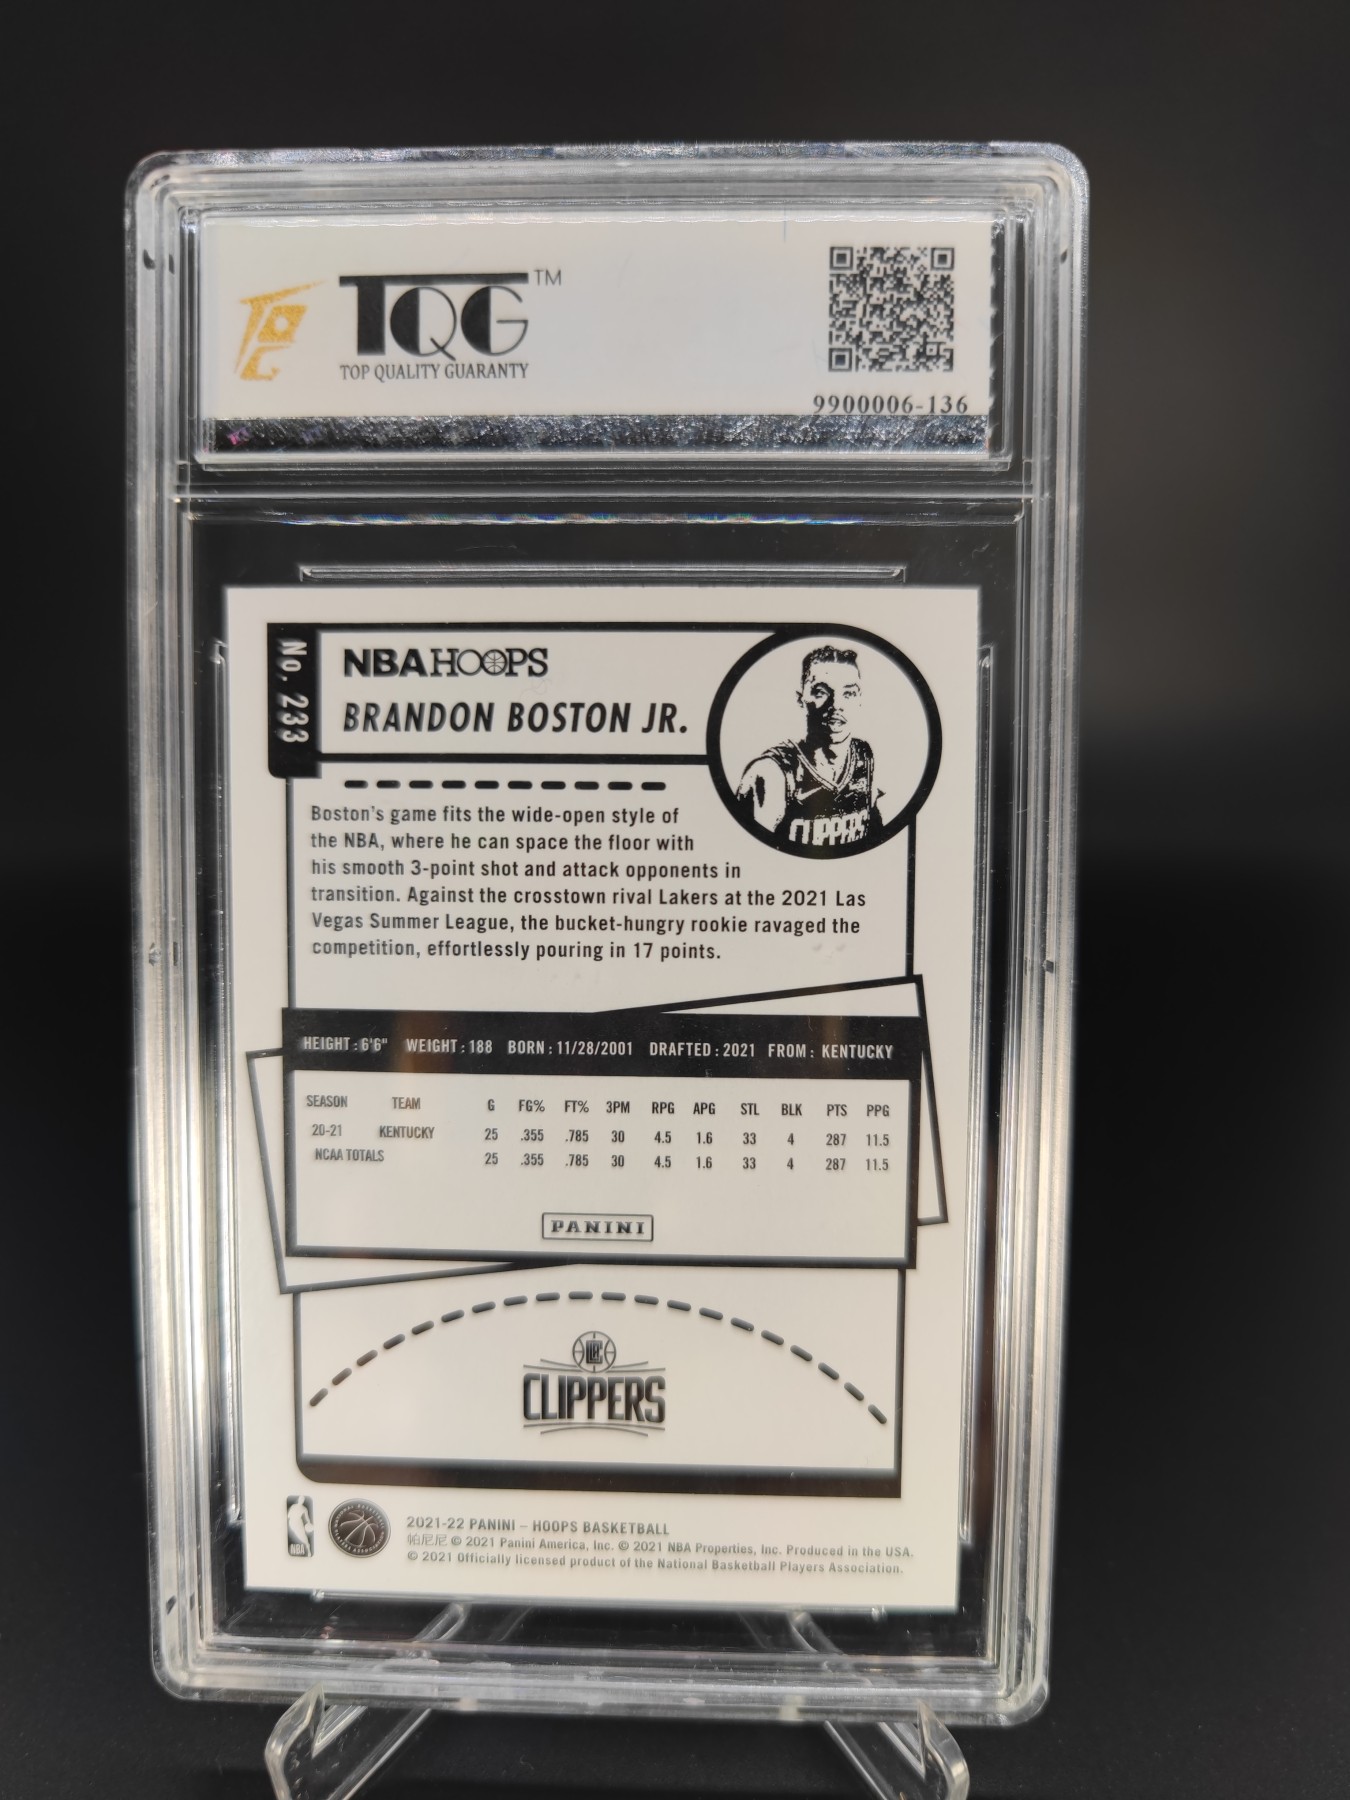 TQG™
TOP QUALITY GUARANTY
9900006-136
No. 233
NBA HOOPS
BRANDON BOSTON JR.
CLIPPERS
Boston's game fits the wide-open style of
the NBA, where he can space the floor with
his smooth 3-point shot and attack opponents in
transition. Against the crosstown rival Lakers at the 2021 Las
Vegas Summer League, the bucket-hungry rookie ravaged the
competition, effortlessly pouring in 17 points.
HEIGHT : 6'6" WEIGHT : 188 BORN : 11/28/2001 DRAFTED : 2021 FROM : KENTUCKY
SEASON TEAM G FG% FT% 3PM RPG APG STL BLK PTS PPG
20-21 KENTUCKY 25 .355 .785 30 4.5 1.6 33 4 287 11.5
NCAA TOTALS 25 .355 .785 30 4.5 1.6 33 4 287 11.5
PANINI
CLIPPERS
NBA
2021-22 PANINI – HOOPS BASKETBALL
帕尼尼 © 2021 Panini America, Inc. © 2021 NBA Properties, Inc. Produced in the USA.
© 2021 Officially licensed product of the National Basketball Players Association.